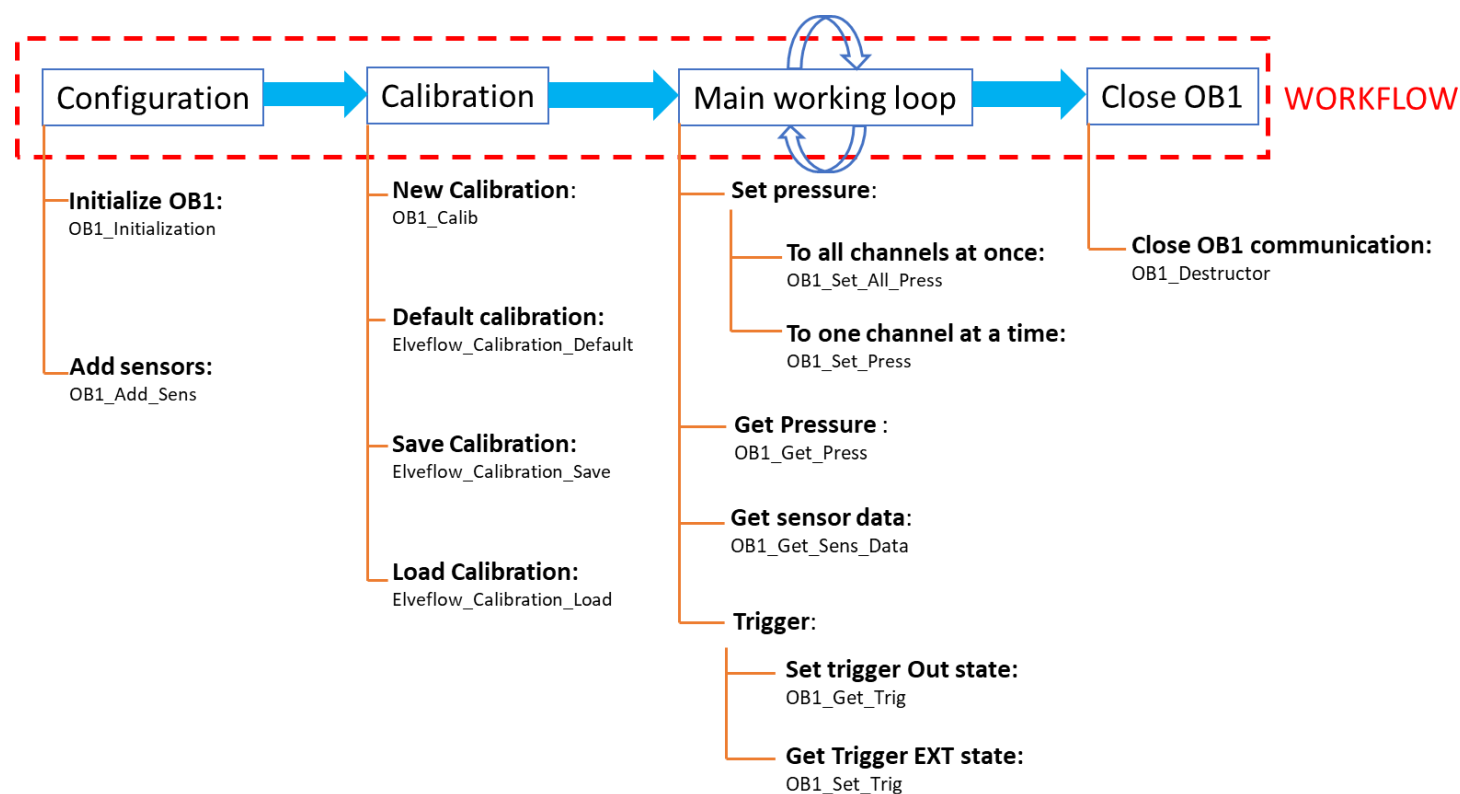 Configuration
Calibration
Main working loop
Close OB1
WORKFLOW
Initialize OB1:
OB1_Initialization
Add sensors:
OB1_Add_Sens
New Calibration:
OB1_Calib
Default calibration:
Elveflow_Calibration_Default
Save Calibration:
Elveflow_Calibration_Save
Load Calibration:
Elveflow_Calibration_Load
Set pressure:
To all channels at once:
OB1_Set_All_Press
To one channel at a time:
OB1_Set_Press
Get Pressure :
OB1_Get_Press
Get sensor data:
OB1_Get_Sens_Data
Trigger:
Set trigger Out state:
OB1_Get_Trig
Get Trigger EXT state:
OB1_Set_Trig
Close OB1 communication:
OB1_Destructor